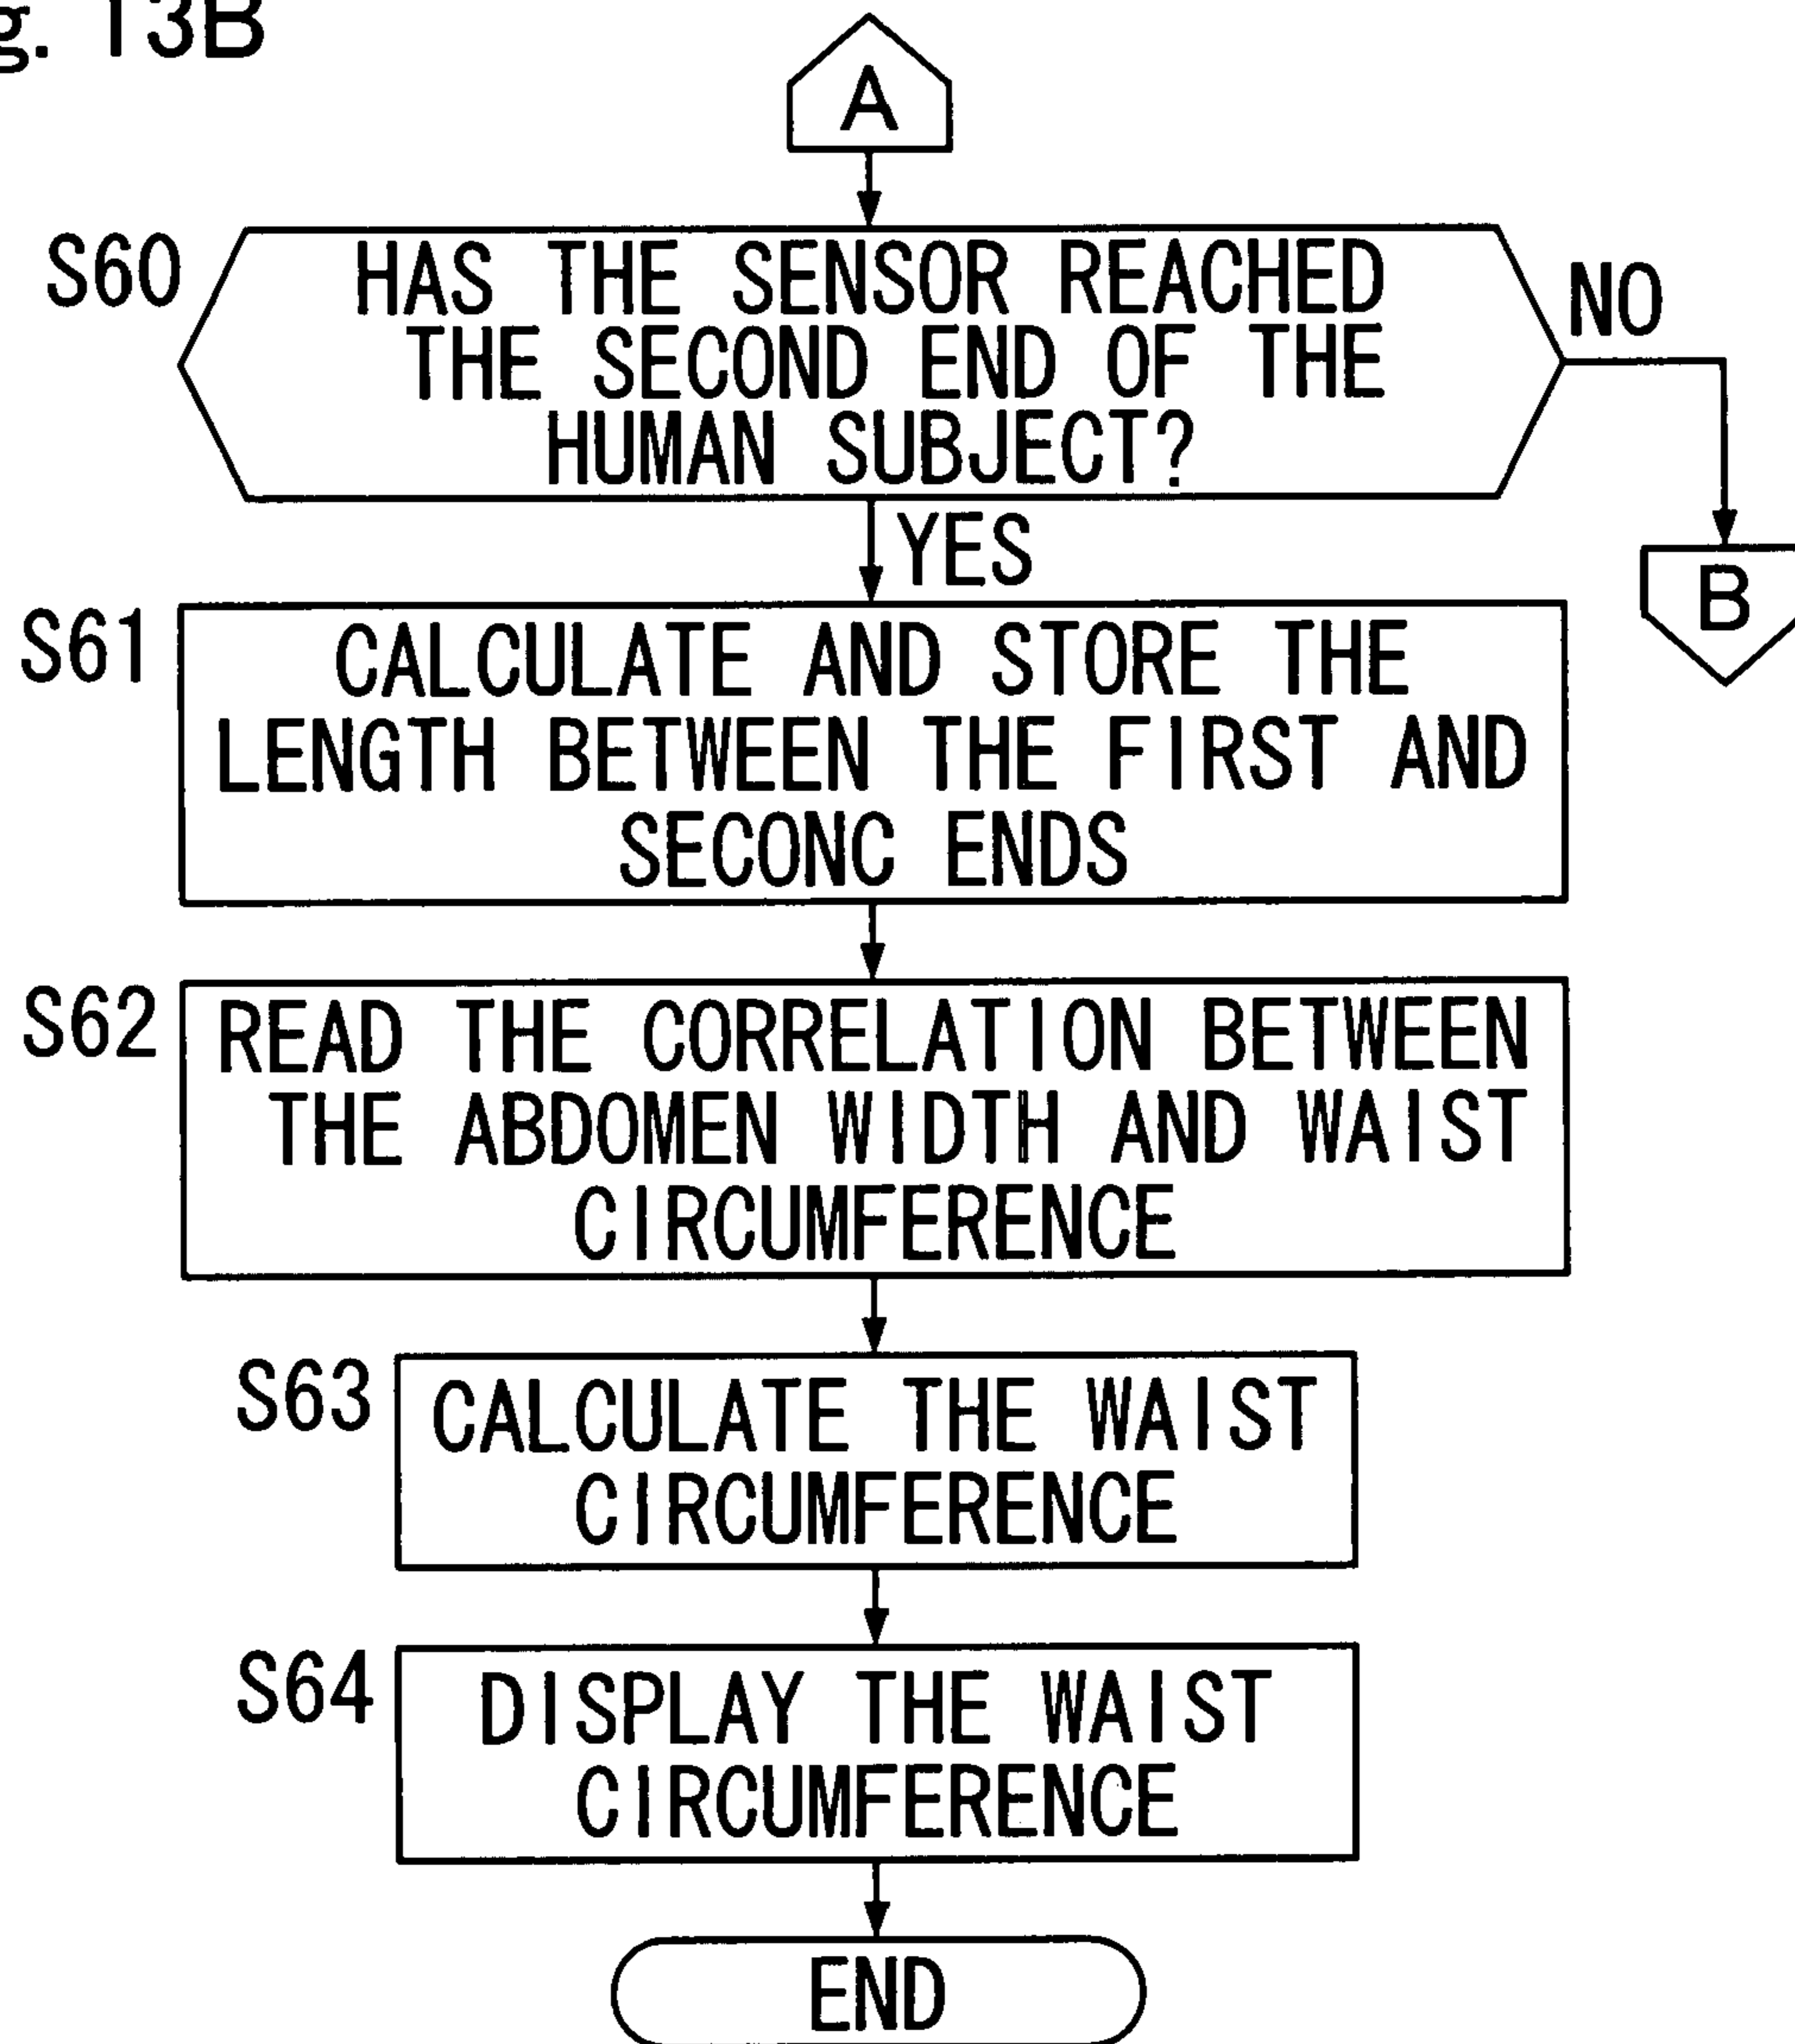 g. 13B
A
S60
HAS THE SENSOR REACHED
THE SECOND END OF THE
HUMAN SUBJECT?
NO
YES
B
S61
CALCULATE AND STORE THE
LENGTH BETWEEN THE FIRST AND
SECONC ENDS
S62
READ THE CORRELATION BETWEEN
THE ABDOMEN WIDTH AND WAIST
CIRCUMFERENCE
S63
CALCULATE THE WAIST
CIRCUMFERENCE
S64
DISPLAY THE WAIST
CIRCUMFERENCE
END